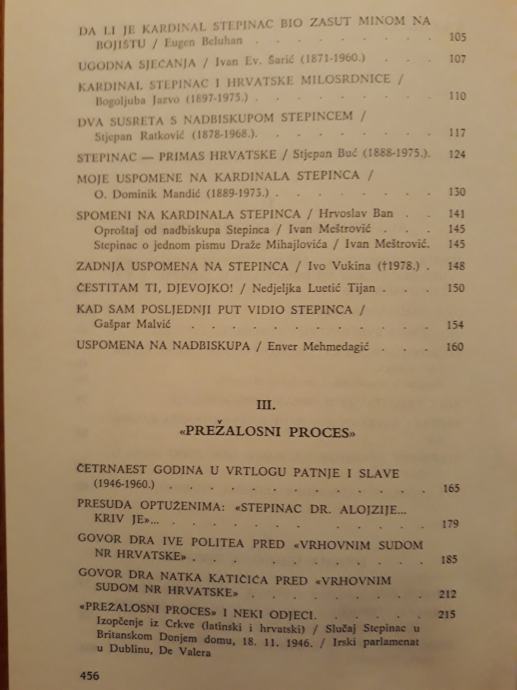 DA LI JE KARDINAL STEPINAC BIO ZASUT MINOM NA
BOJIŠTU / Eugen Beluhan . . . . . . . 105
UGODNA SJEĆANJA / Ivan Ev. Šarić (1871-1960.) . . 107
KARDINAL STEPINAC I HRVATSKE MILOSRDNICE /
Bogoljuba Jazvo (1897-1975.) . . . . . . . 110
DVA SUSRETA S NADBISKUPOM STEPINCEM /
Stjepan Ratković (1878-1968.). . . . . . . 117
STEPINAC — PRIMAS HRVATSKE / Stjepan Buć (1888-1975.). 124
MOJE USPOMENE NA KARDINALA STEPINCA /
O. Dominik Mandić (1889-1973.) . . . . . . 130
SPOMENI NA KARDINALA STEPINCA / Hrvoslav Ban . . 141
Oproštaj od nadbiskupa Stepinca / Ivan Meštrović . . . 145
Stepinac o jednom pismu Draže Mihajlovića / Ivan Meštrović. 145
ZADNJA USPOMENA NA STEPINCA / Ivo Vukina (†1978.) . 148
ČESTITAM TI, DJEVOJKO! / Nedjeljka Luetić Tijan . . . 150
KAD SAM POSLJEDNJI PUT VIDIO STEPINCA /
Gašpar Malvić . . . . . . . . . . 154
USPOMENA NA NADBISKUPA / Enver Mehmedagić . . . 160
III.
«PREŽALOSNI PROCES»
ČETRNAEST GODINA U VRTLOGU PATNJE I SLAVE
(1946-1960.) . . . . . . . . . . . 165
PRESUDA OPTUŽENIMA: «STEPINAC DR. ALOJZIJE...
KRIV JE»... . . . . . . . . . . . 179
GOVOR DRA IVE POLITEA PRED «VRHOVNIM SUDOM
NR HRVATSKE» . . . . . . . . . . 185
GOVOR DRA NATKA KATIČIĆA PRED «VRHOVNIM
SUDOM NR HRVATSKE» . . . . . . . . 212
«PREŽALOSNI PROCES» I NEKI ODJECI. . . . . . 215
Izopčenje iz Crkve (latinski i hrvatski) / Slučaj Stepinac u
Britanskom Donjem domu, 18. 11. 1946. / Irski parlamenat
u Dublinu, De Valera
456